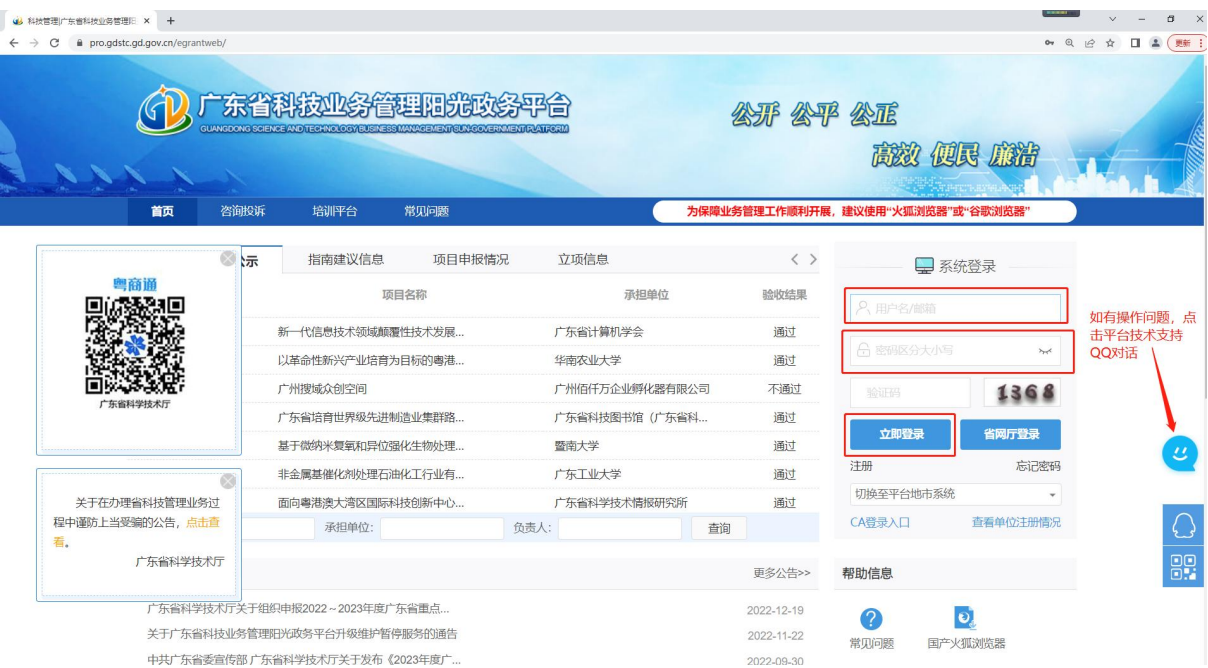 科技管理|广东省科技业务管理阳
pro.gdstc.gd.gov.cn/egrantweb/
更新
广东省科技业务管理阳光政务平台
GUANGDONG SCIENCE AND TECHNOLOGY BUSINESS MANAGEMENT SUN-GOVERNMENT PLATFORM
公开 公平 公正
高效 便民 廉洁
首页 咨询投诉 培训平台 常见问题
为保障业务管理工作顺利开展，建议使用“火狐浏览器”或“谷歌浏览器”
粤商通
广东省科学技术厅
示 指南建议信息 项目申报情况 立项信息
项目名称 承担单位 验收结果
新一代信息技术领域颠覆性技术发展... 广东省计算机学会 通过
以革命性新兴产业培育为目标的粤港... 华南农业大学 通过
广州搜域众创空间 广州佰仟万企业孵化器有限公司 不通过
广东省培育世界级先进制造业集群路... 广东省科技图书馆（广东省科... 通过
基于微纳米复氧和异位强化生物处理... 暨南大学 通过
非金属基催化剂处理石油化工行业有... 广东工业大学 通过
面向粤港澳大湾区国际科技创新中心... 广东省科学技术情报研究所 通过
承担单位: 负责人: 查询
关于在办理省科技管理业务过
程中谨防上当受骗的公告，点击查
看。
广东省科学技术厅
系统登录
用户名/邮箱
密码区分大小写
验证码 1368
立即登录 省网厅登录
注册 忘记密码
切换至平台地市系统
CA登录入口 查看单位注册情况
如有操作问题，点
击平台技术支持
QQ对话
更多公告>>
广东省科学技术厅关于组织申报2022～2023年度广东省重点... 2022-12-19
关于广东省科技业务管理阳光政务平台升级维护暂停服务的通告 2022-11-22
中共广东省委宣传部 广东省科学技术厅关于发布《2023年度广... 2022-09-30
帮助信息
常见问题 国产火狐浏览器